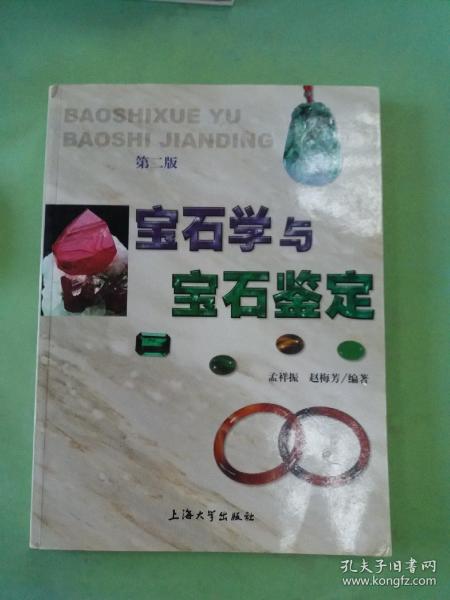 BAOSHIXUE YU
BAOSHI JIANDING
第二版
宝石学与
宝石鉴定
孟祥振 赵梅芳/编著
上海大学出版社
孔夫子旧书网
www.kongfz.com